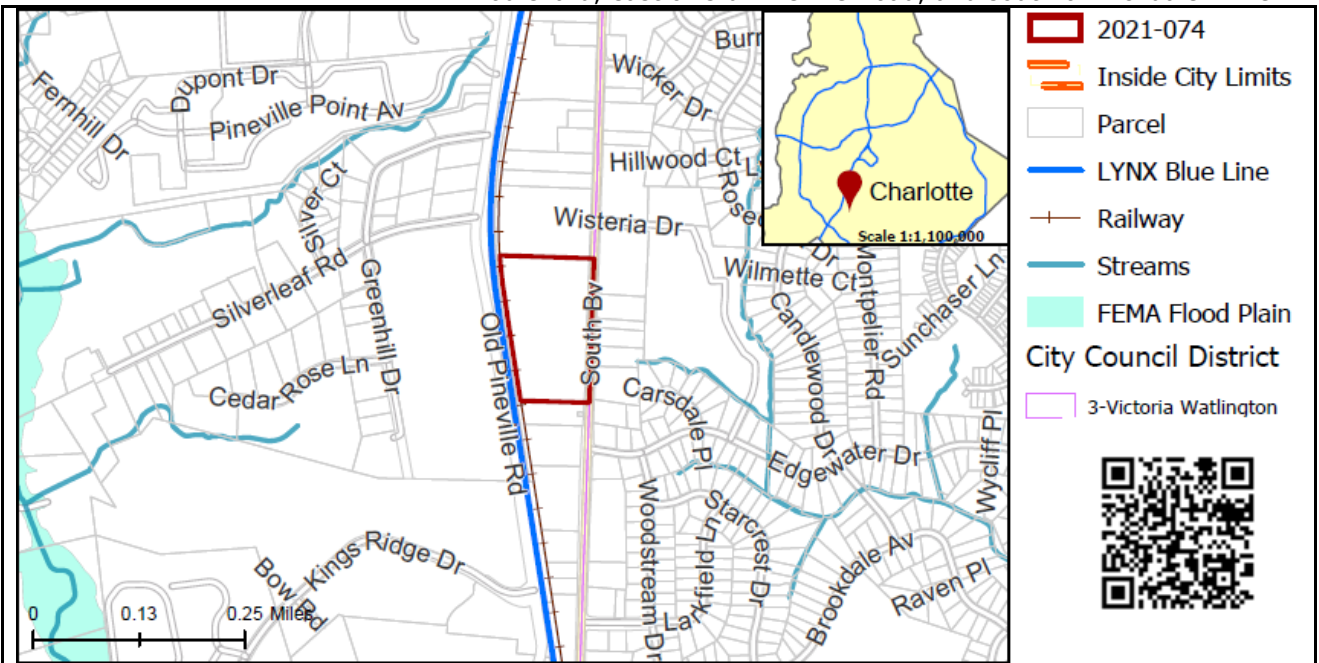 Dupont Dr
Fernhill Dr
Pineville Point Av
Silver Ct
Silverleaf Rd
Greenhill Dr
Cedar Rose Ln
Old Pineville Rd
Kings Ridge Dr
Bow Rd
0 0.13 0.25 Miles
Burn
Wicker Dr
Hillwood Ct
L
Wisteria Dr
Dr
Wilmette Ct
Montpelier Rd
Candlewood Dr
Sunchaser Ln
South Bv
Carsdale Pl
Edgewater Dr
Wycliff Pl
Woodstream Dr
Larkfield Ln
Starcrest Dr
Brookdale Av
Raven Pl
Charlotte
Scale 1:1,100,000
2021-074
Inside City Limits
Parcel
LYNX Blue Line
Railway
Streams
FEMA Flood Plain
City Council District
3-Victoria Watlington